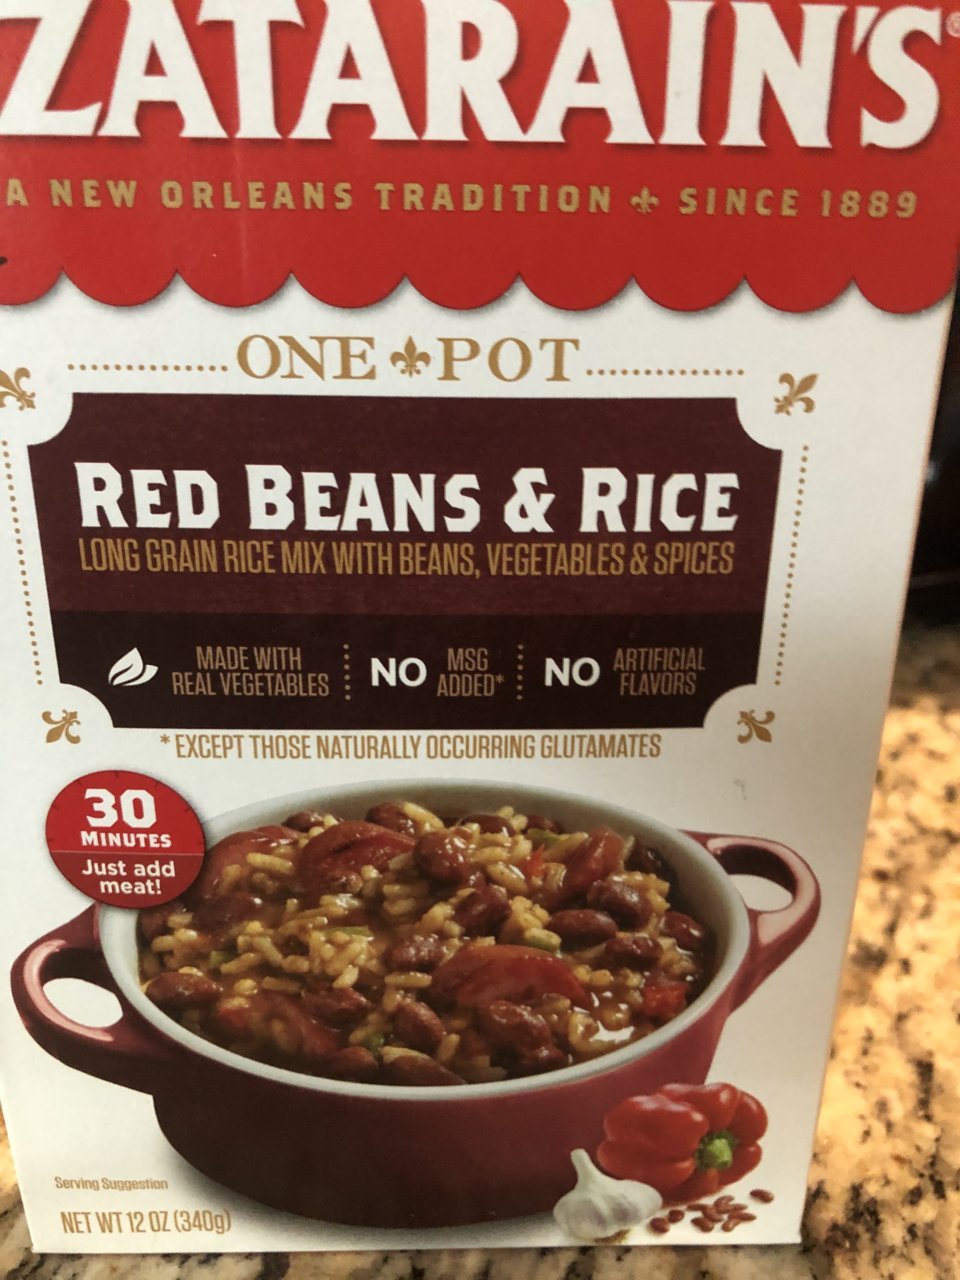 ZATARAIN'S®
A NEW ORLEANS TRADITION ⚜ SINCE 1889
ONE ⚜ POT
RED BEANS & RICE
LONG GRAIN RICE MIX WITH BEANS, VEGETABLES & SPICES
MADE WITH
REAL VEGETABLES
NO MSG
ADDED*
NO ARTIFICIAL
FLAVORS
* EXCEPT THOSE NATURALLY OCCURRING GLUTAMATES
30
MINUTES
Just add
meat!
Serving Suggestion
NET WT 12 OZ (340g)